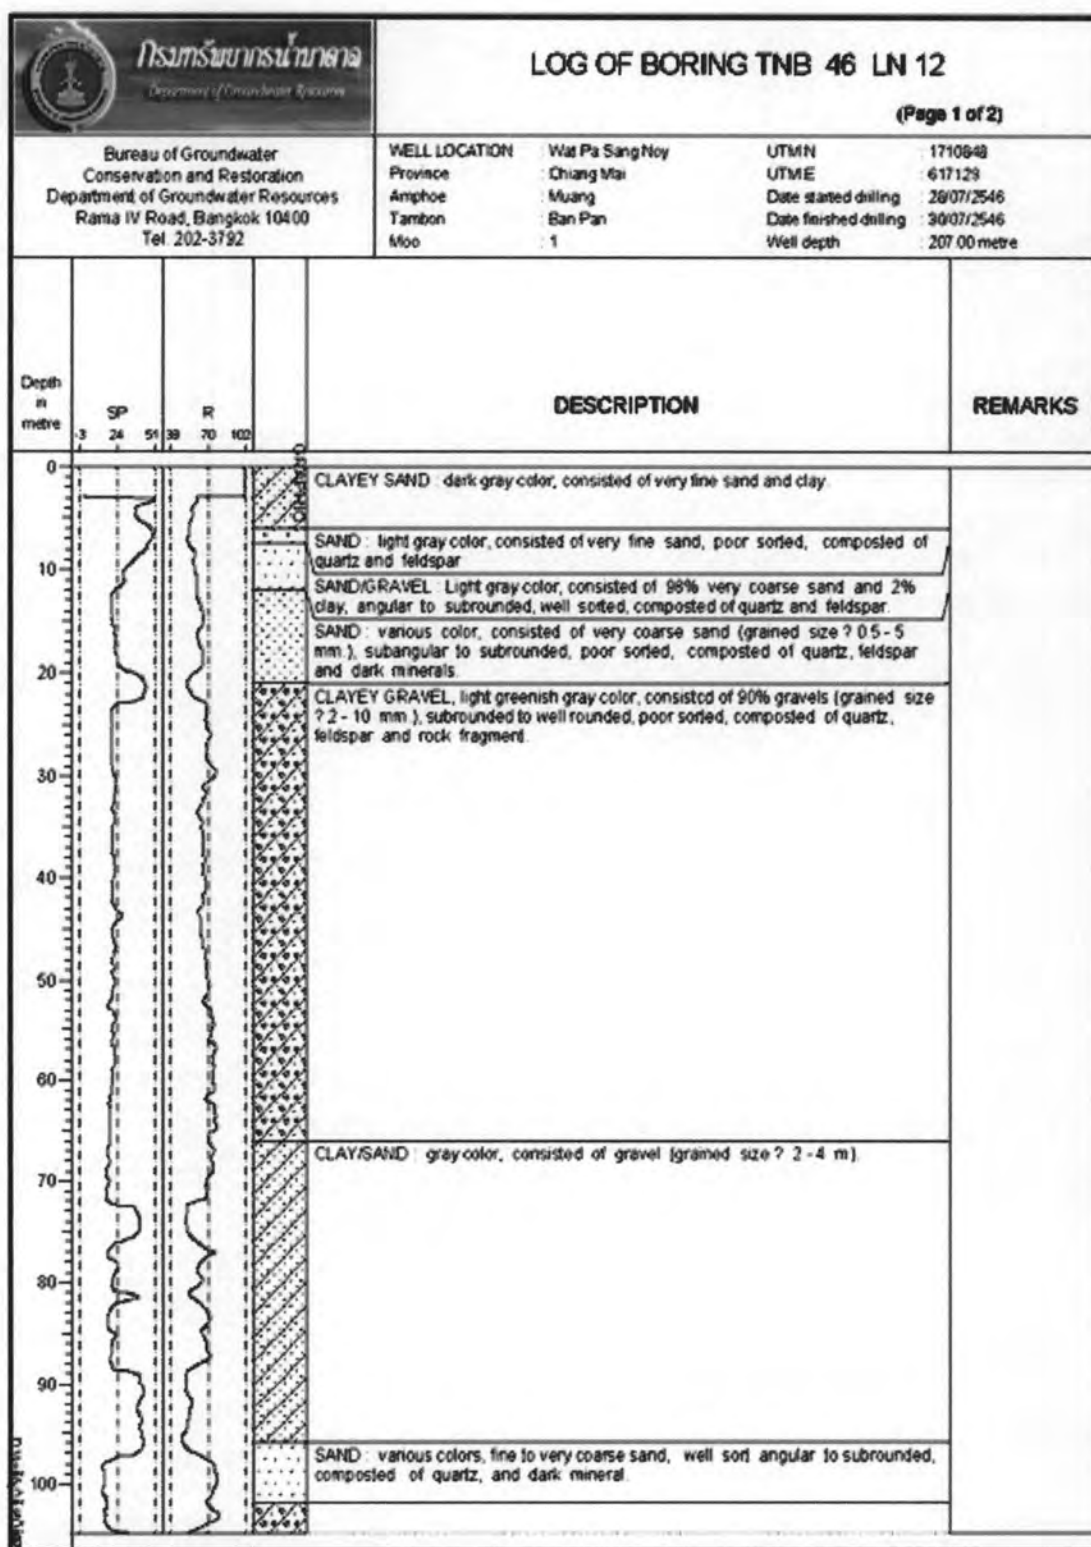 กรมทรัพยากรน้ำบาดาล
Department of Groundwater Resources
LOG OF BORING TNB 46 LN 12
(Page 1 of 2)
Bureau of Groundwater
Conservation and Restoration
Department of Groundwater Resources
Rama IV Road, Bangkok 10400
Tel. 202-3792
WELL LOCATION : Wat Pa Sang Noy
Province : Chiang Mai
Amphoe : Muang
Tambon : Ban Pan
Moo : 1
UTMN : 1710848
UTME : 617129
Date started drilling : 28/07/2546
Date finished drilling : 30/07/2546
Well depth : 207.00 metre
Depth
in
metre
SP
-3 24 51
R
39 70 102
GRAPHIC
DESCRIPTION
REMARKS
0
CLAYEY SAND : dark gray color, consisted of very fine sand and clay.
SAND : light gray color, consisted of very fine sand, poor sorted, composted of
quartz and feldspar
10
SAND/GRAVEL : Light gray color, consisted of 98% very coarse sand and 2%
clay, angular to subrounded, well sorted, composted of quartz and feldspar.
SAND : various color, consisted of very coarse sand (grained size ? 0.5 - 5
mm.), subangular to subrounded, poor sorted, composted of quartz, feldspar
and dark minerals.
20
CLAYEY GRAVEL, light greenish gray color, consisted of 90% gravels (grained size
? 2 - 10 mm.), subrounded to well rounded, poor sorted, composted of quartz,
feldspar and rock fragment.
30
40
50
60
CLAY/SAND : gray color, consisted of gravel (grained size ? 2 - 4 m).
70
80
90
SAND : various colors, fine to very coarse sand, well sort angular to subrounded,
composted of quartz, and dark mineral.
100